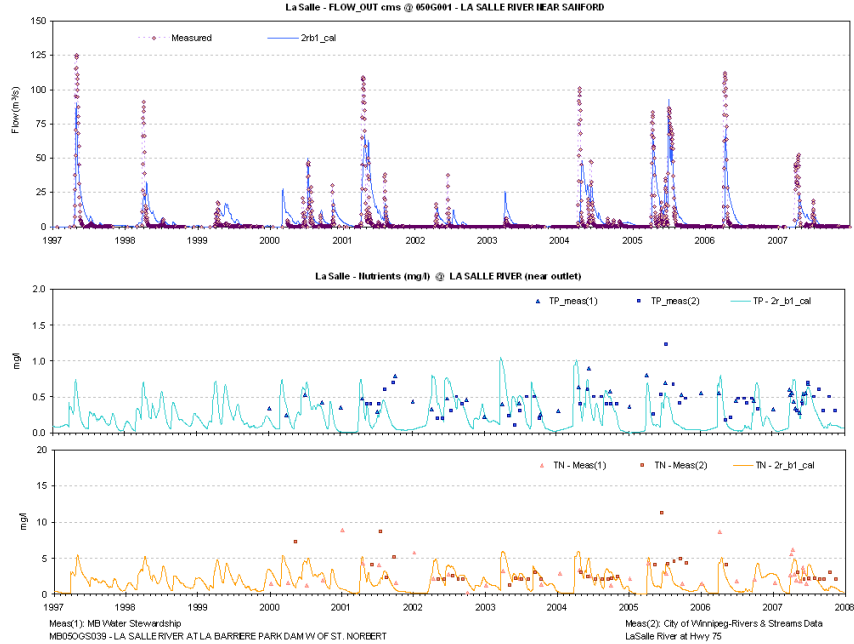 La Salle - FLOW_OUT cms @ 05OG001 - LA SALLE RIVER NEAR SANFORD
Flow (m³/s)
150
125
100
75
50
25
0
Measured
2rb1_cal
1997 1998 1999 2000 2001 2002 2003 2004 2005 2006 2007
La Salle - Nutrients (mg/l) @ LA SALLE RIVER (near outlet)
mg/l
2.0
1.5
1.0
0.5
0.0
TP_meas(1)
TP_meas(2)
TP - 2r_b1_cal
mg/l
20
15
10
5
0
TN - Meas(1)
TN - Meas(2)
TN - 2r_b1_cal
1997 1998 1999 2000 2001 2002 2003 2004 2005 2006 2007 2008
Meas(1): MB Water Stewardship
MB05OGS039 - LA SALLE RIVER AT LA BARRIERE PARK DAM W OF ST. NORBERT
Meas(2): City of Winnipeg-Rivers & Streams Data
LaSalle River at Hwy 75